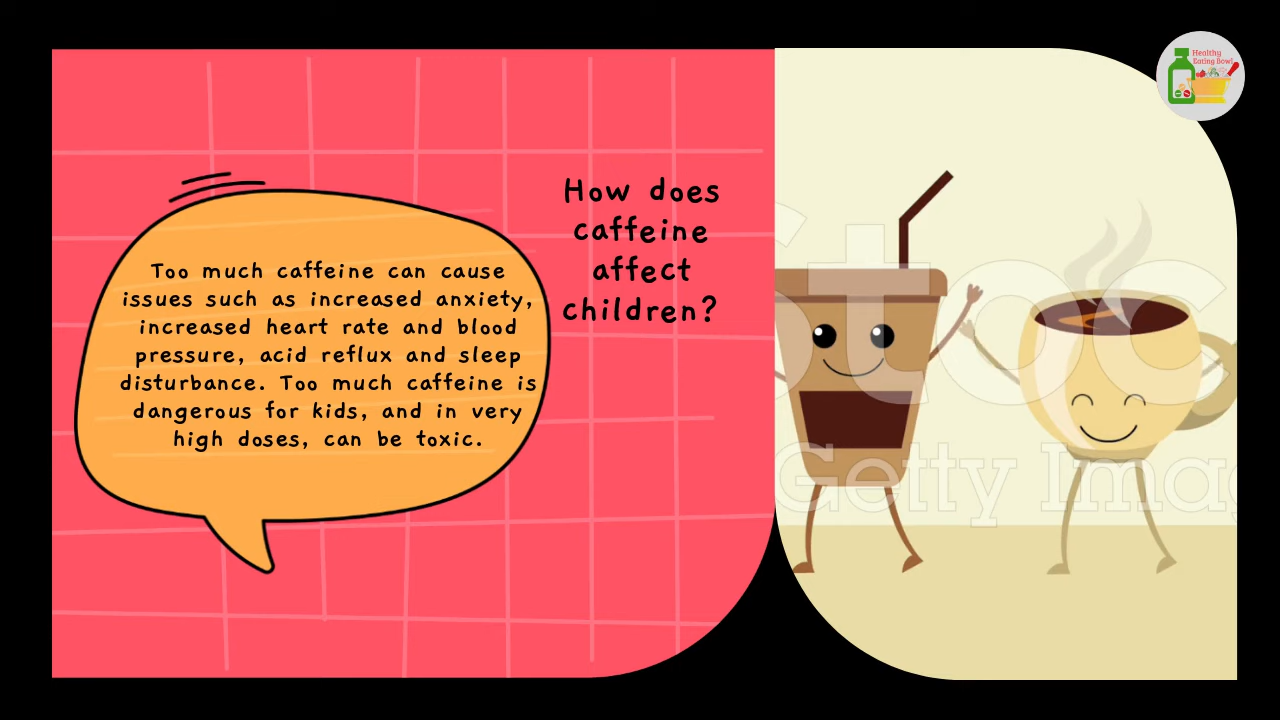 Healthy
Eating Bowl
How does
caffeine
affect
children?
Too much caffeine can cause
issues such as increased anxiety,
increased heart rate and blood
pressure, acid reflux and sleep
disturbance. Too much caffeine is
dangerous for kids, and in very
high doses, can be toxic.
stoc
Getty Imag